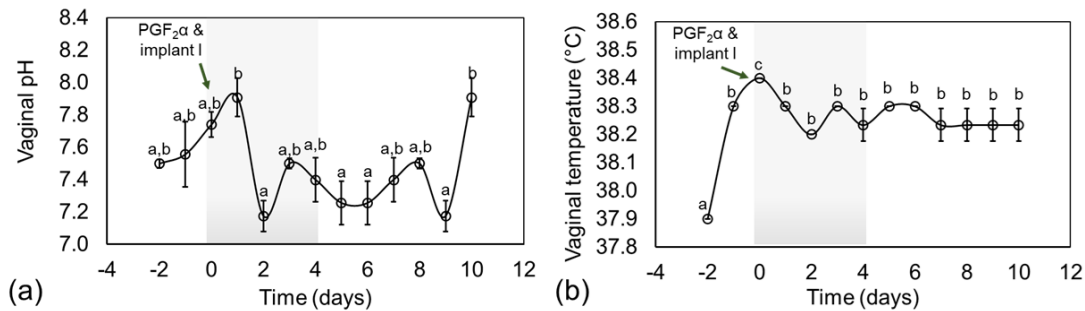 8.4
8.2
8.0
7.8
7.6
7.4
7.2
7.0
Vaginal pH
PGF₂α &
implant I
a,b
a,b
a,b
b
a
a,b
a,b
a
a
a,b
a,b
a
b
-4 -2 0 2 4 6 8 10 12
Time (days)
(a)
38.6
38.5
38.4
38.3
38.2
38.1
38.0
37.9
37.8
Vaginal temperature (°C)
PGF₂α &
implant I
a
b
c
b
b
b
b
b
b
b
b
b
b
-4 -2 0 2 4 6 8 10 12
Time (days)
(b)